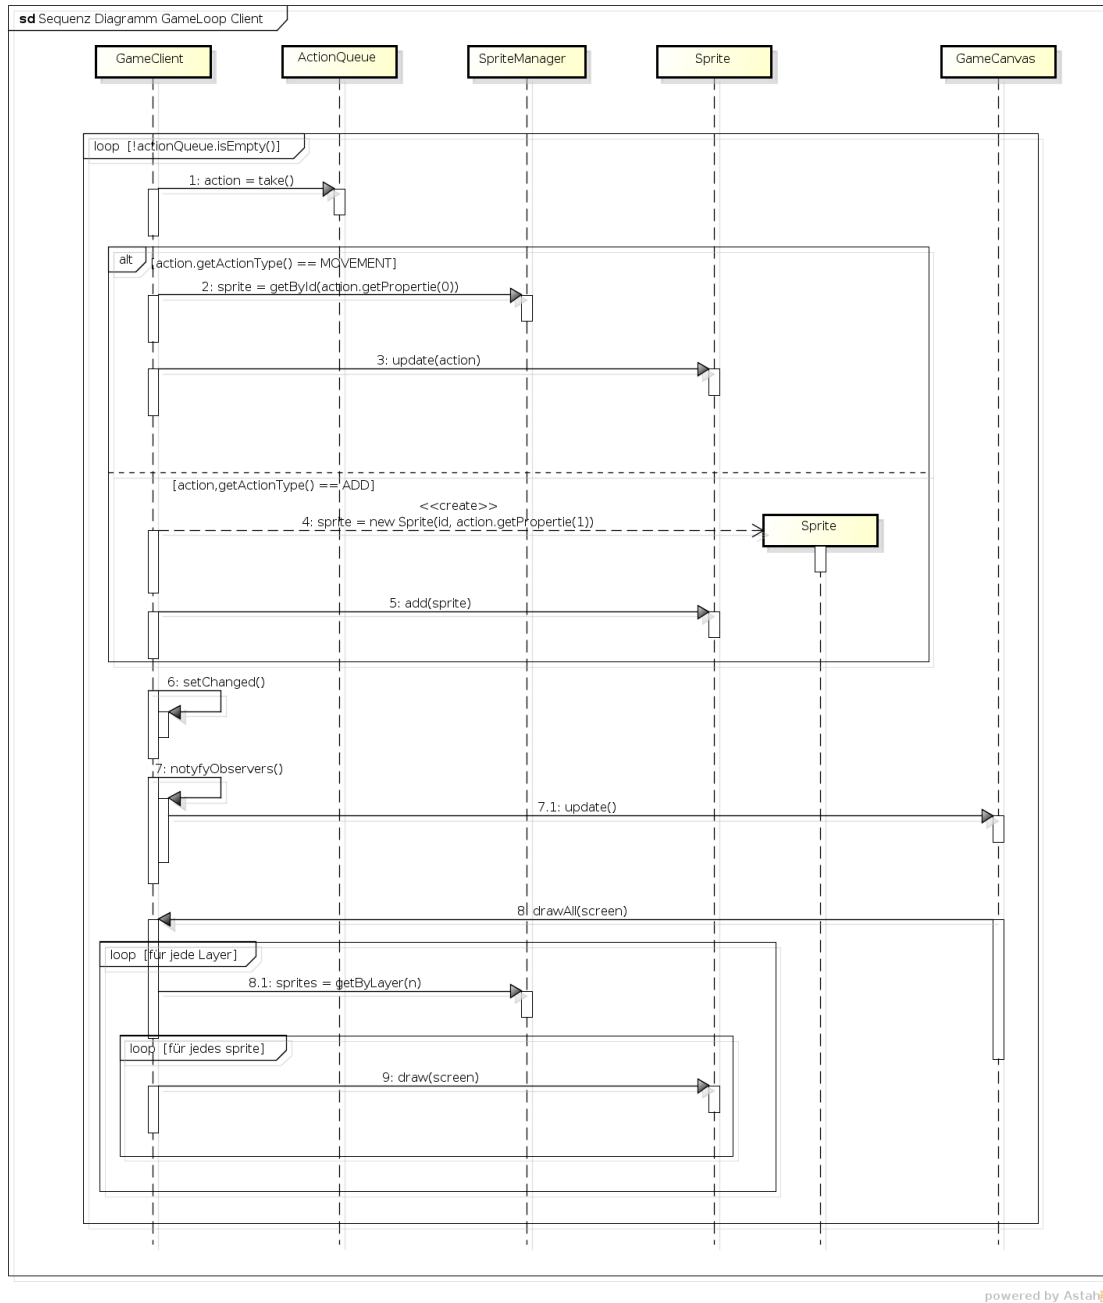 sd Sequenz Diagramm GameLoop Client
GameClient
ActionQueue
SpriteManager
Sprite
GameCanvas
loop [!actionQueue.isEmpty()]
1: action = take()
alt
[action.getActionType() == MOVEMENT]
2: sprite = getById(action.getPropertie(0))
3: update(action)
[action,getActionType() == ADD]
<<create>>
4: sprite = new Sprite(id, action.getPropertie(1))
Sprite
5: add(sprite)
6: setChanged()
7: notyfyObservers()
7.1: update()
8: drawAll(screen)
loop [für jede Layer]
8.1: sprites = getByLayer(n)
loop [für jedes sprite]
9: draw(screen)
powered by Astah